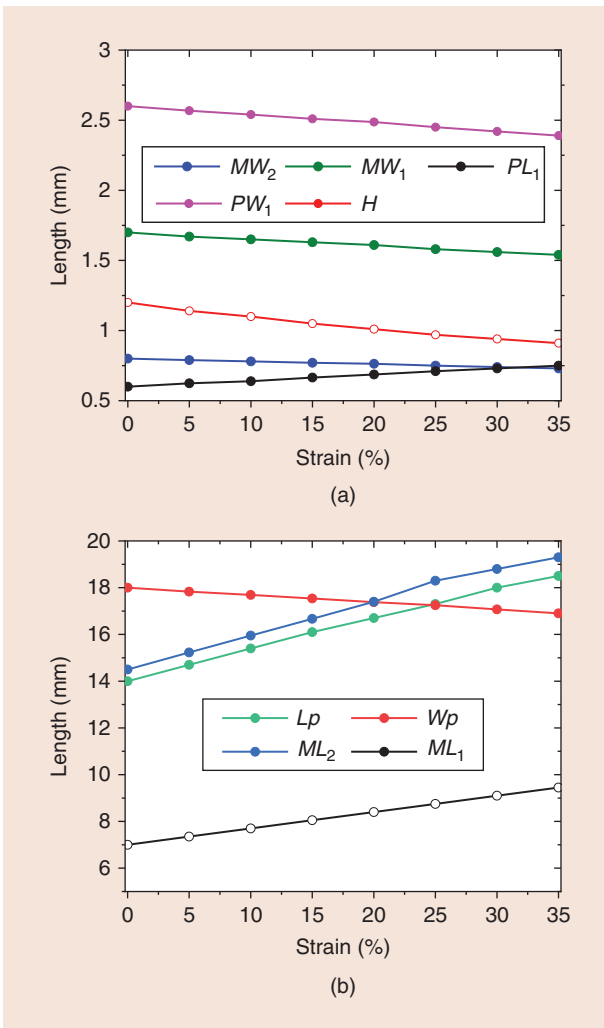 3
2.5
2
1.5
1
0.5
Length (mm)
MW₂ MW₁ PL₁
PW₁ H
0 5 10 15 20 25 30 35
Strain (%)
(a)
20
18
16
14
12
10
8
6
Length (mm)
Lp Wp
ML₂ ML₁
0 5 10 15 20 25 30 35
Strain (%)
(b)